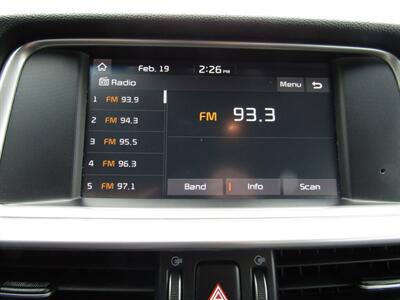 Feb. 19 2:26 PM
Radio Menu
1 FM 93.9
2 FM 94.3
3 FM 95.5
4 FM 96.3
5 FM 97.1
FM 93.3
Band Info Scan